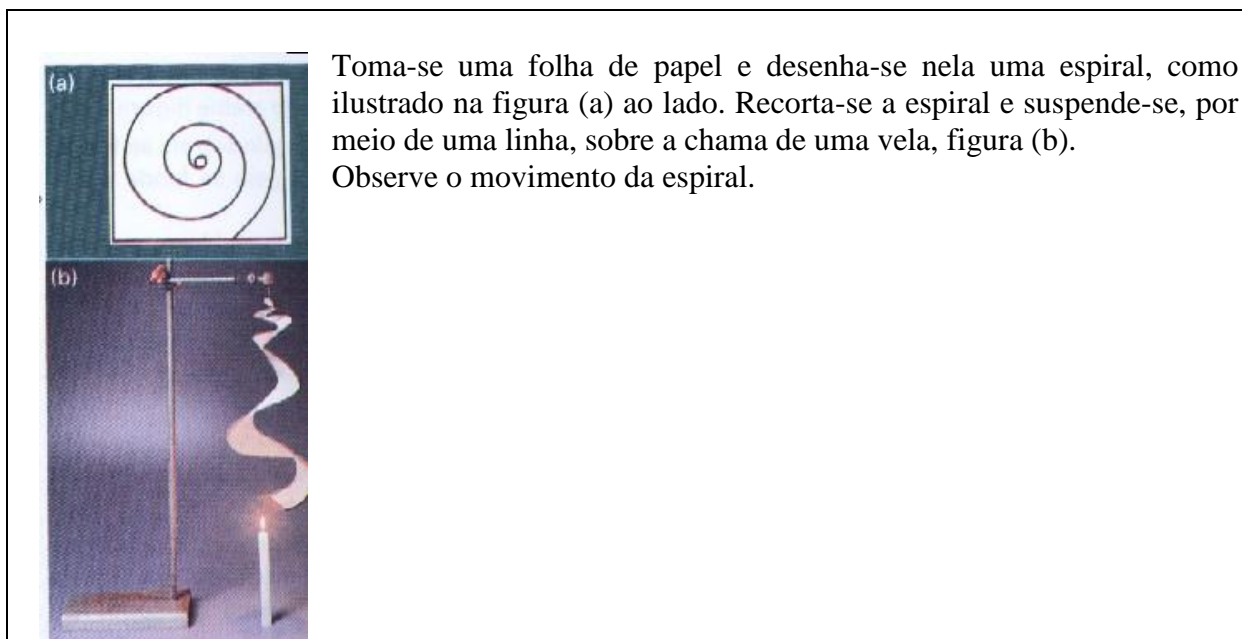 (a)
(b)
Toma-se uma folha de papel e desenha-se nela uma espiral, como
ilustrado na figura (a) ao lado. Recorta-se a espiral e suspende-se, por
meio de uma linha, sobre a chama de uma vela, figura (b).
Observe o movimento da espiral.